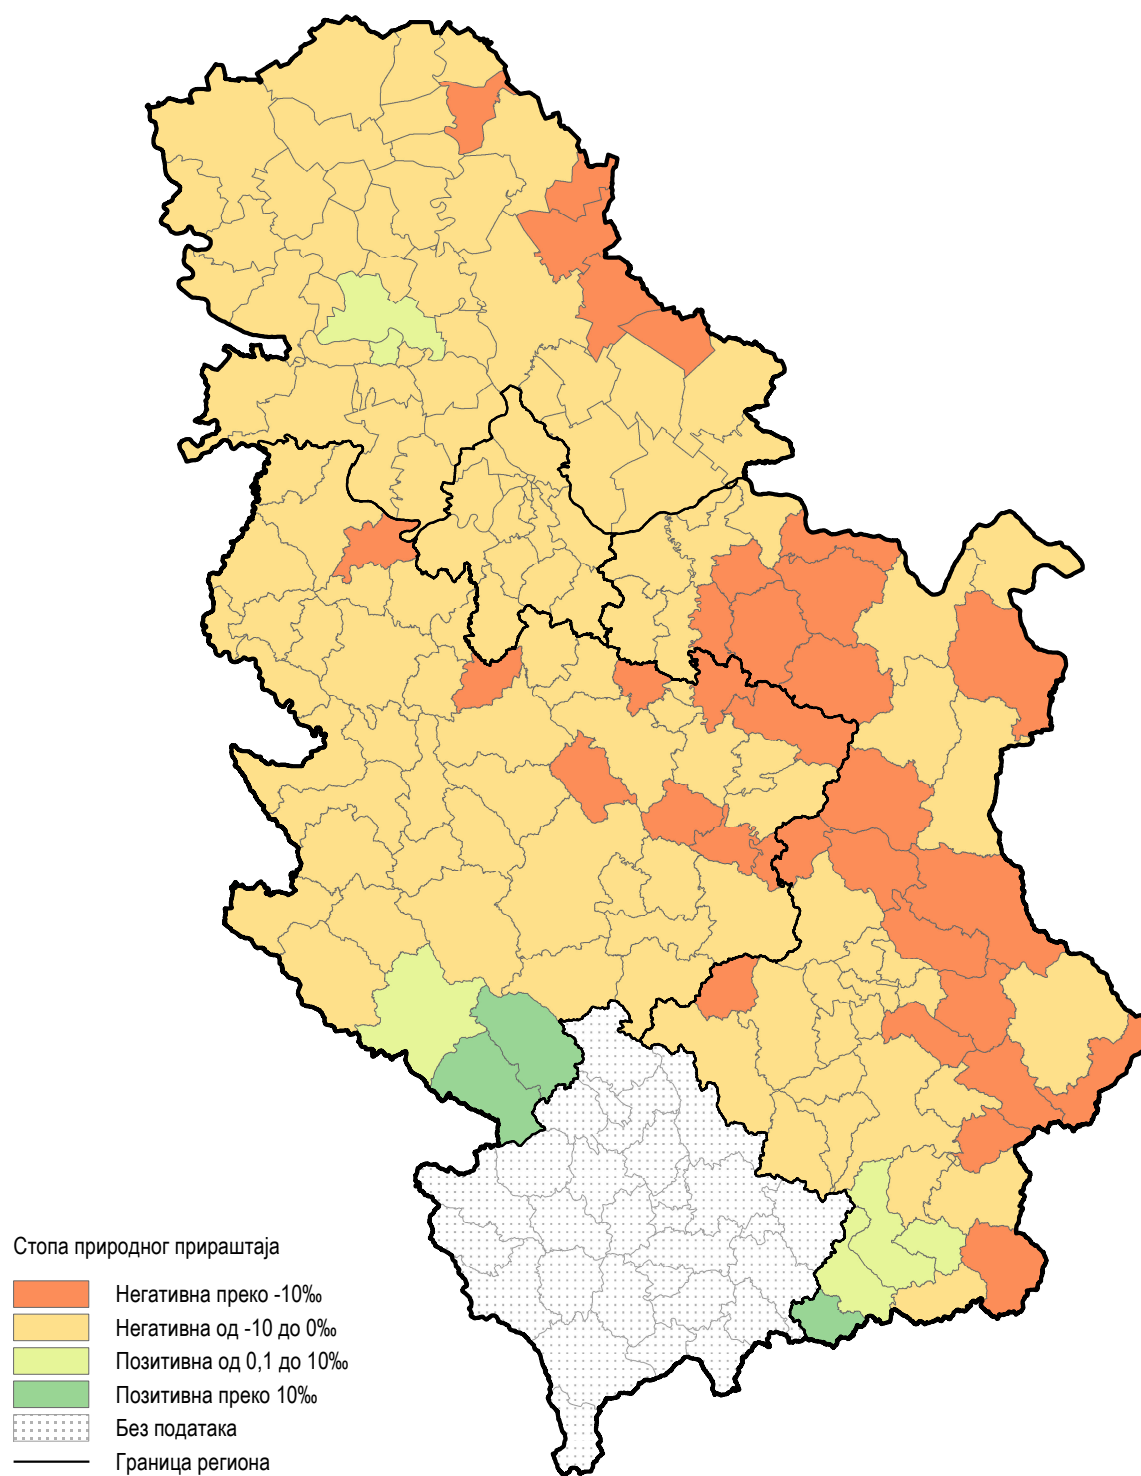 Стопа природног прираштаја
Негативна преко -10‰
Негативна од -10 до 0‰
Позитивна од 0,1 до 10‰
Позитивна преко 10‰
Без података
Граница региона